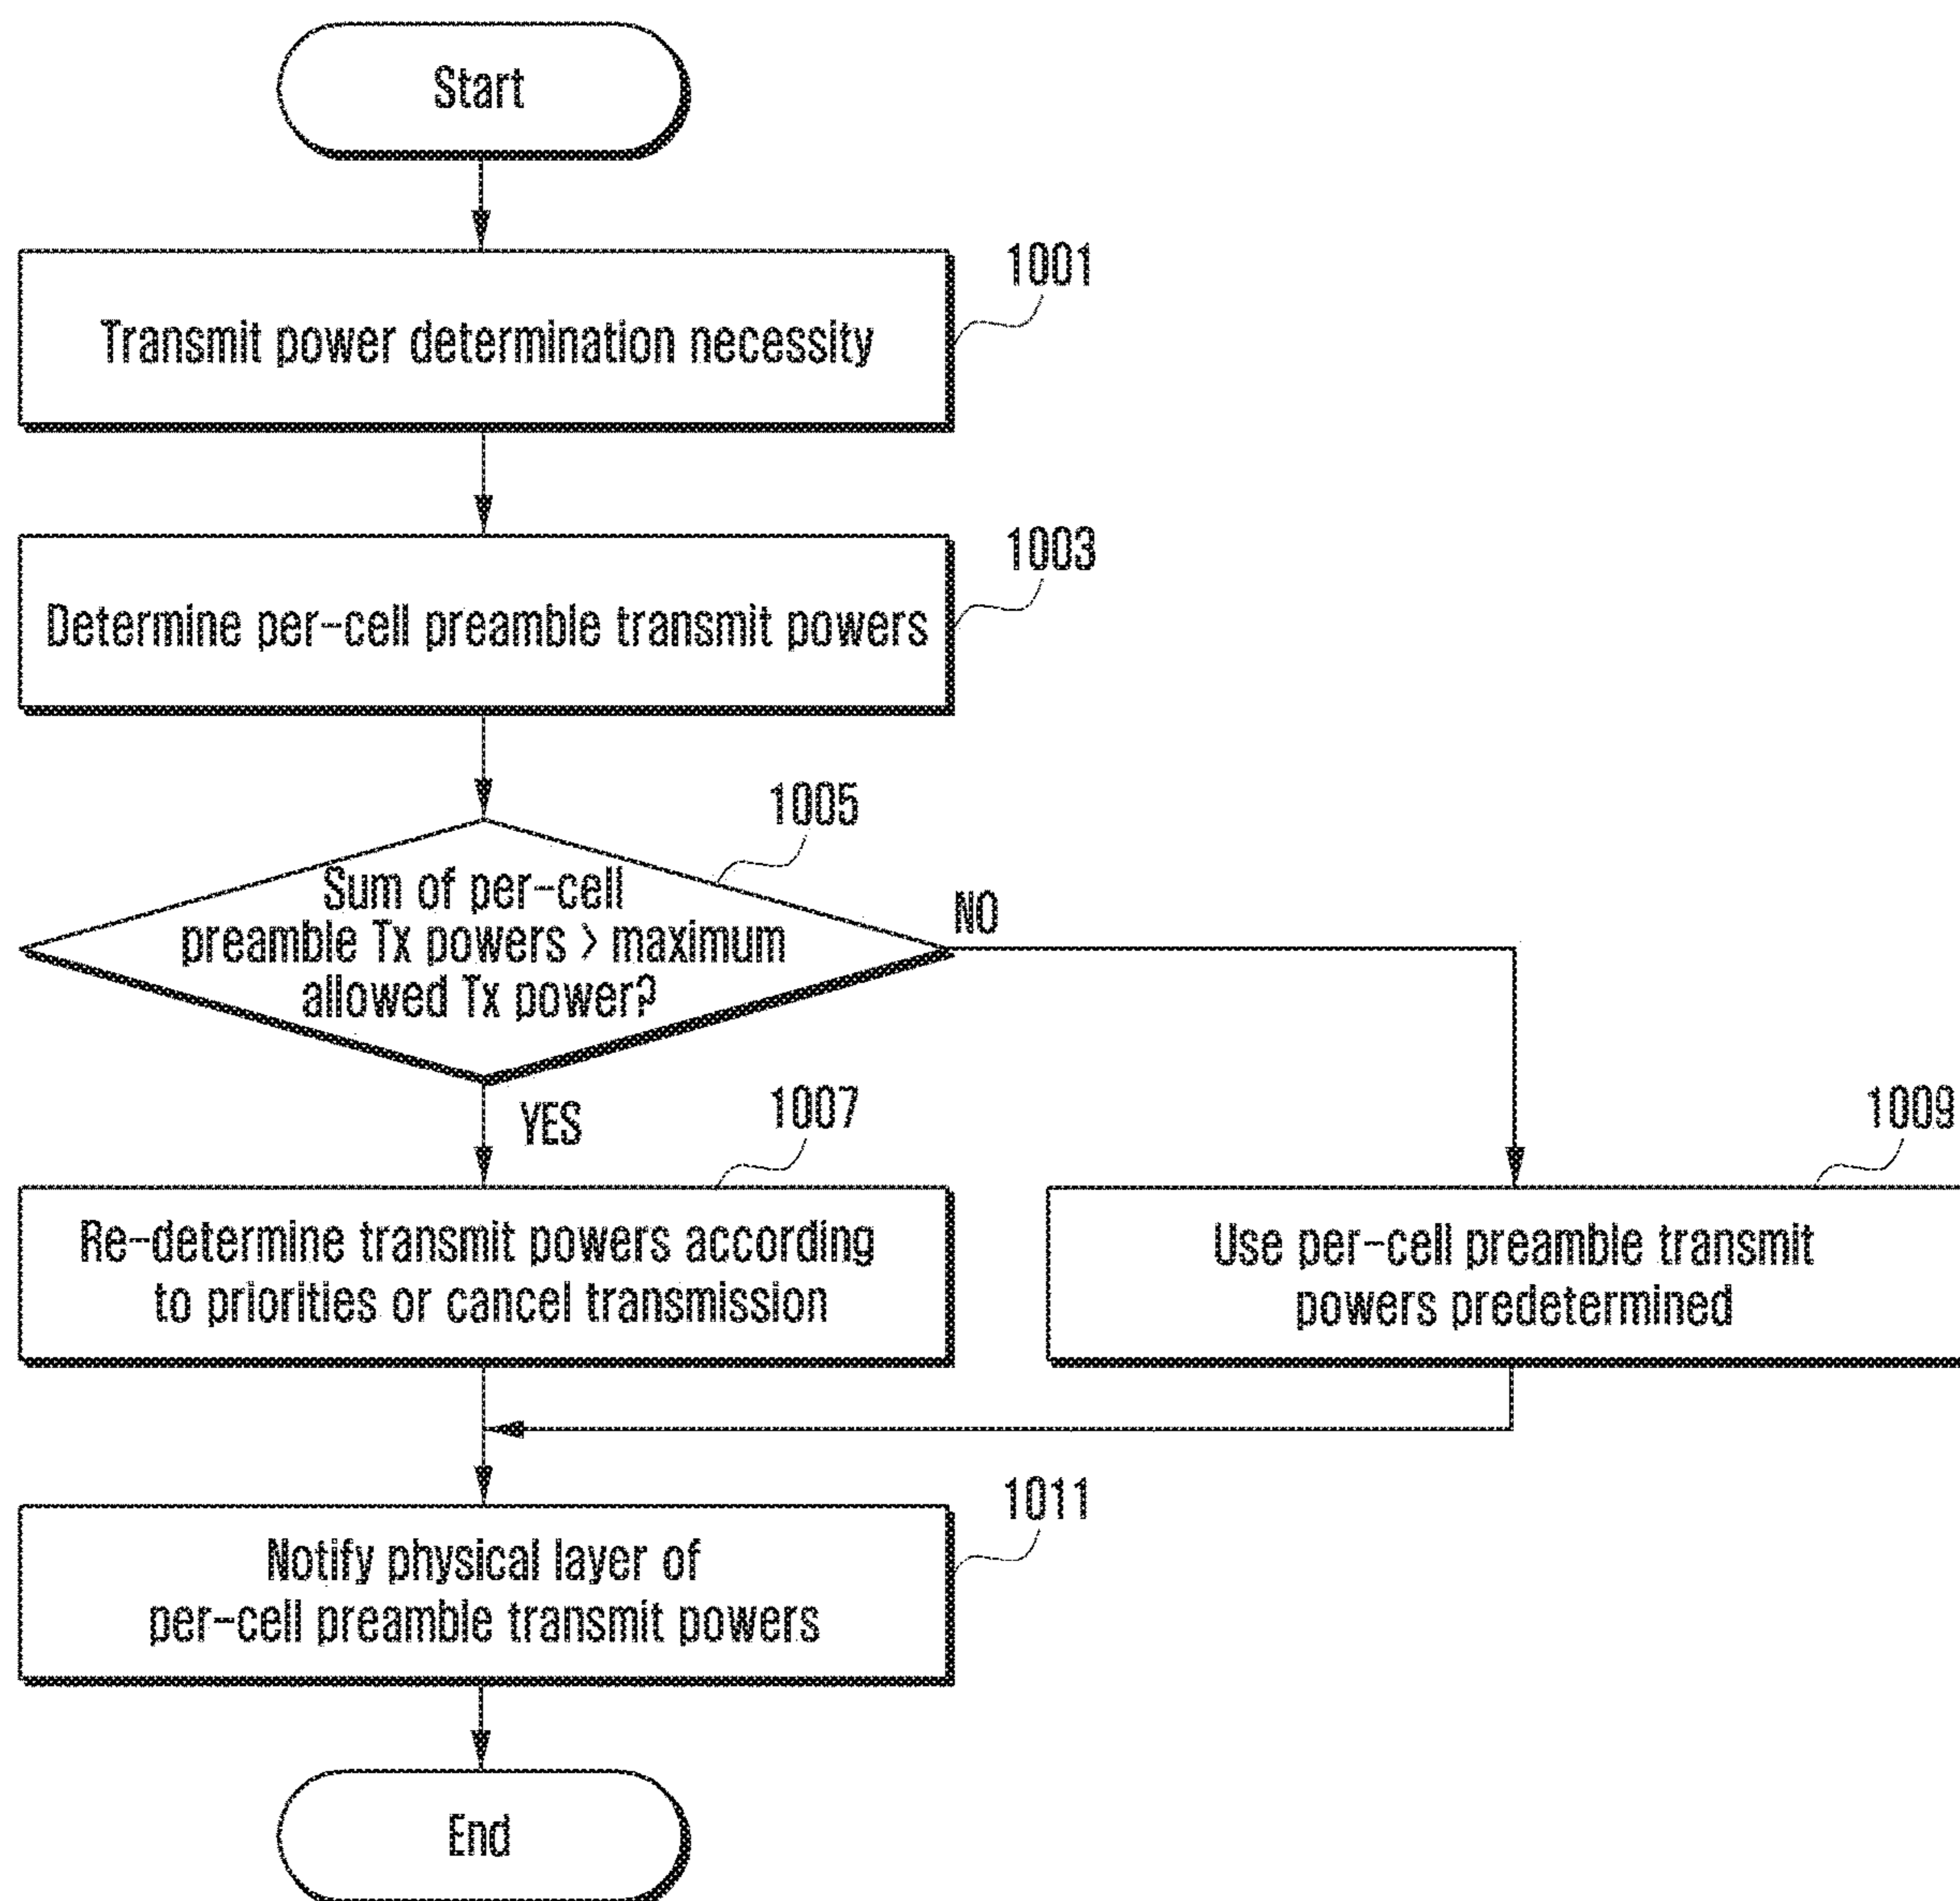 Start
1001
Transmit power determination necessity
1003
Determine per-cell preamble transmit powers
1005
Sum of per-cell
preamble Tx powers > maximum
allowed Tx power?
NO
YES
1007
1009
Re-determine transmit powers according
to priorities or cancel transmission
Use per-cell preamble transmit
powers predetermined
1011
Notify physical layer of
per-cell preamble transmit powers
End